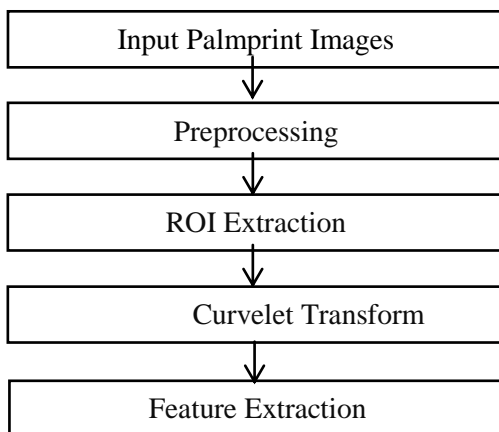 Input Palmprint Images
Preprocessing
ROI Extraction
Curvelet Transform
Feature Extraction